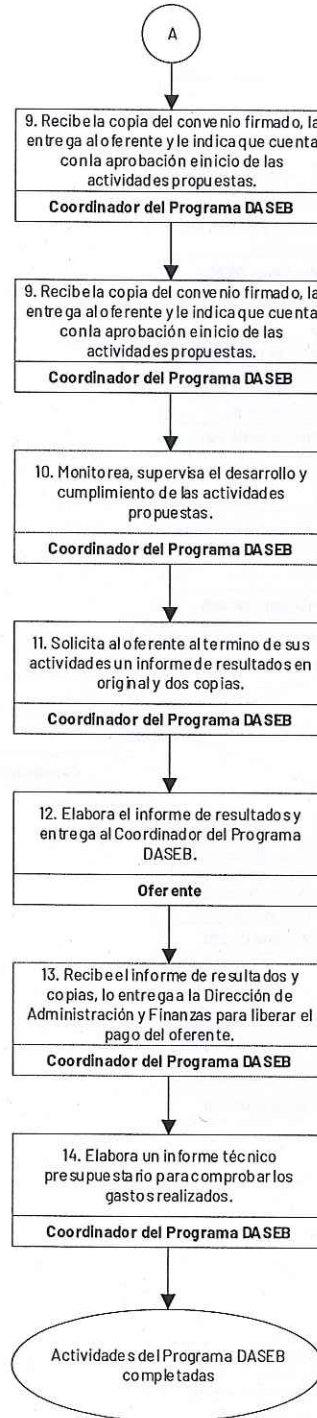 A
9. Recibe la copia del convenio firmado, la
entrega al oferente y le indica que cuenta
con la aprobación e inicio de las
actividades propuestas.
Coordinador del Programa DASEB
9. Recibe la copia del convenio firmado, la
entrega al oferente y le indica que cuenta
con la aprobación e inicio de las
actividades propuestas.
Coordinador del Programa DASEB
10. Monitorea, supervisa el desarrollo y
cumplimiento de las actividades
propuestas.
Coordinador del Programa DASEB
11. Solicita al oferente al termino de sus
actividades un informe de resultados en
original y dos copias.
Coordinador del Programa DASEB
12. Elabora el informe de resultados y
entrega al Coordinador del Programa
DASEB.
Oferente
13. Recibe el informe de resultados y
copias, lo entrega a la Dirección de
Administración y Finanzas para liberar el
pago del oferente.
Coordinador del Programa DASEB
14. Elabora un informe técnico
presupuestario para comprobar los
gastos realizados.
Coordinador del Programa DASEB
Actividades del Programa DASEB
completadas